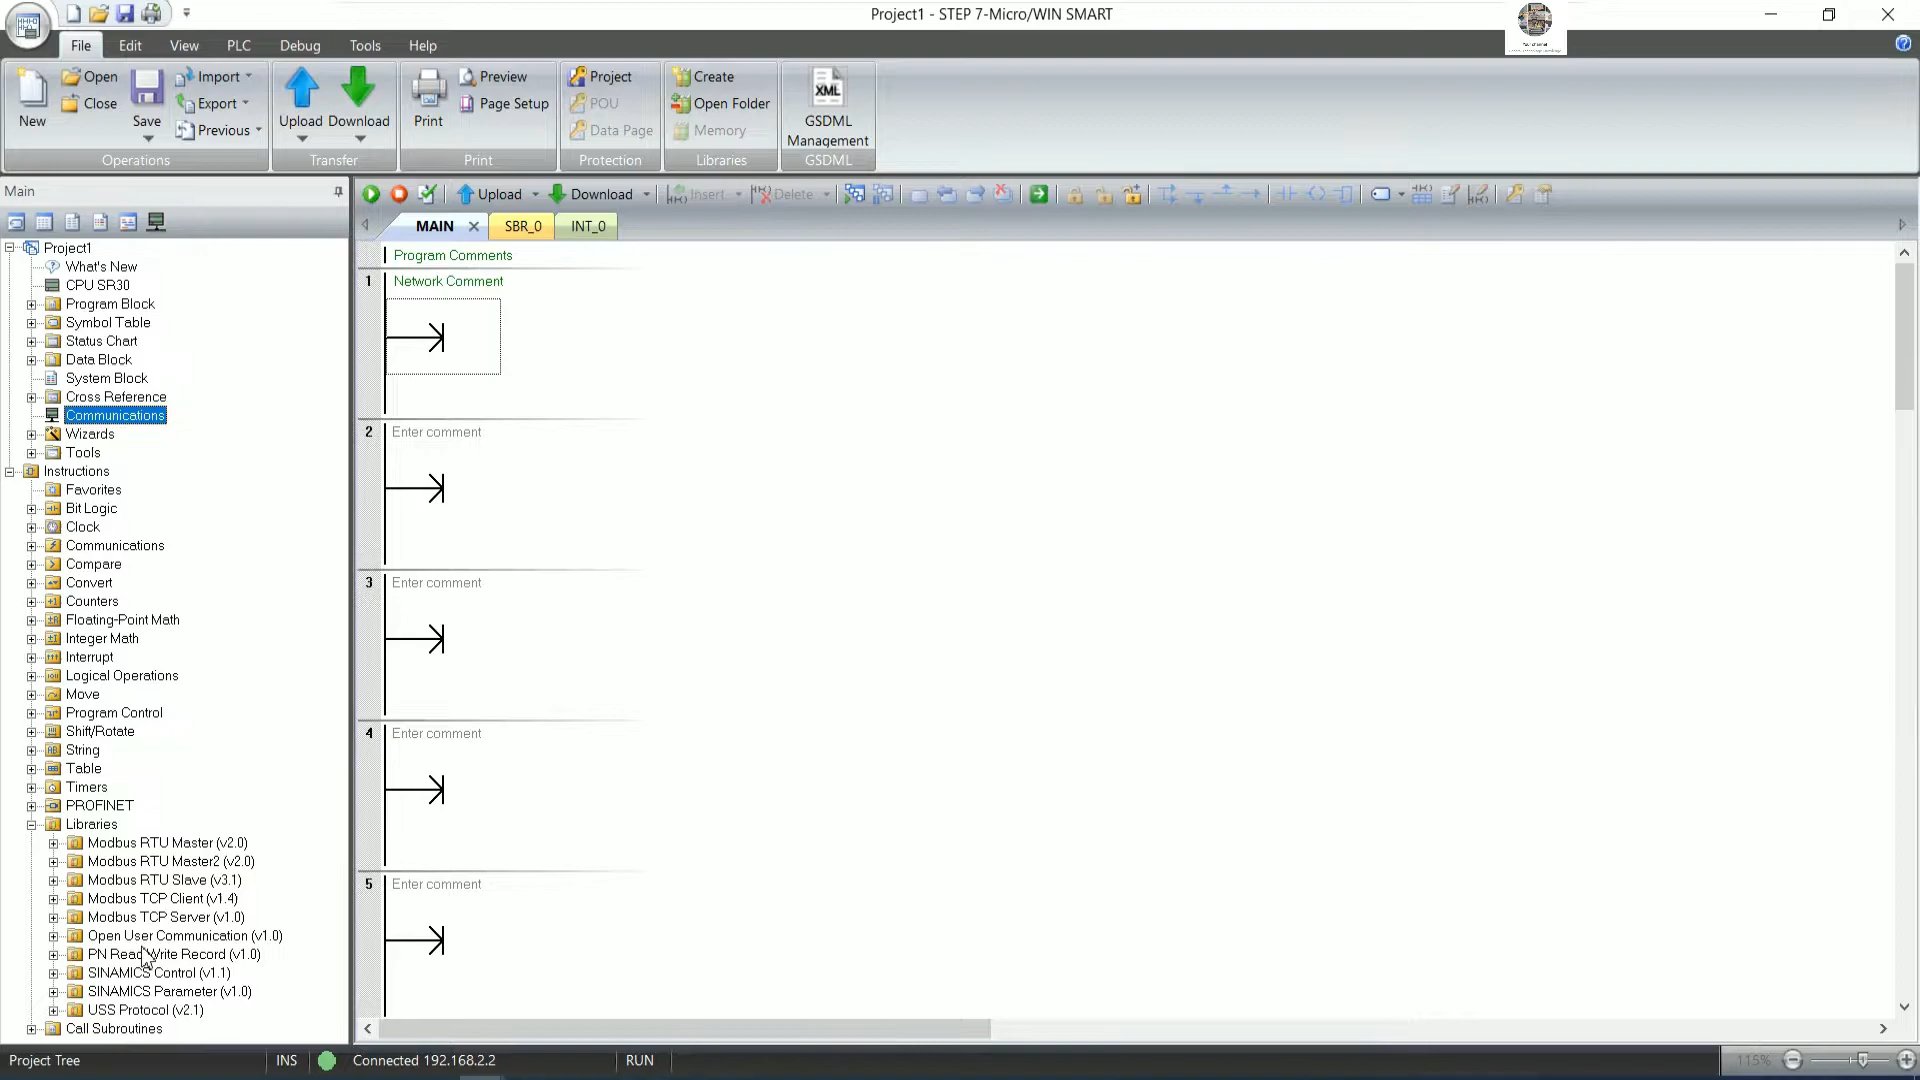 Project1 - STEP 7-Micro/WIN SMART
Your channel
File Edit View PLC Debug Tools Help
New
Open
Close
Save
Import
Export
Previous
Operations
Upload
Download
Transfer
Print
Preview
Page Setup
Print
Project
POU
Data Page
Protection
Create
Open Folder
Memory
Libraries
XML
GSDML
Management
GSDML
Main
Upload Download Insert Delete
MAIN SBR_0 INT_0
Project1
What's New
CPU SR30
Program Block
Symbol Table
Status Chart
Data Block
System Block
Cross Reference
Communications
Wizards
Tools
Instructions
Favorites
Bit Logic
Clock
Communications
Compare
Convert
Counters
Floating-Point Math
Integer Math
Interrupt
Logical Operations
Move
Program Control
Shift/Rotate
String
Table
Timers
PROFINET
Libraries
Modbus RTU Master (v2.0)
Modbus RTU Master2 (v2.0)
Modbus RTU Slave (v3.1)
Modbus TCP Client (v1.4)
Modbus TCP Server (v1.0)
Open User Communication (v1.0)
PN Read Write Record (v1.0)
SINAMICS Control (v1.1)
SINAMICS Parameter (v1.0)
USS Protocol (v2.1)
Call Subroutines
Program Comments
1 Network Comment
2 Enter comment
3 Enter comment
4 Enter comment
5 Enter comment
Project Tree INS Connected 192.168.2.2 RUN 115%